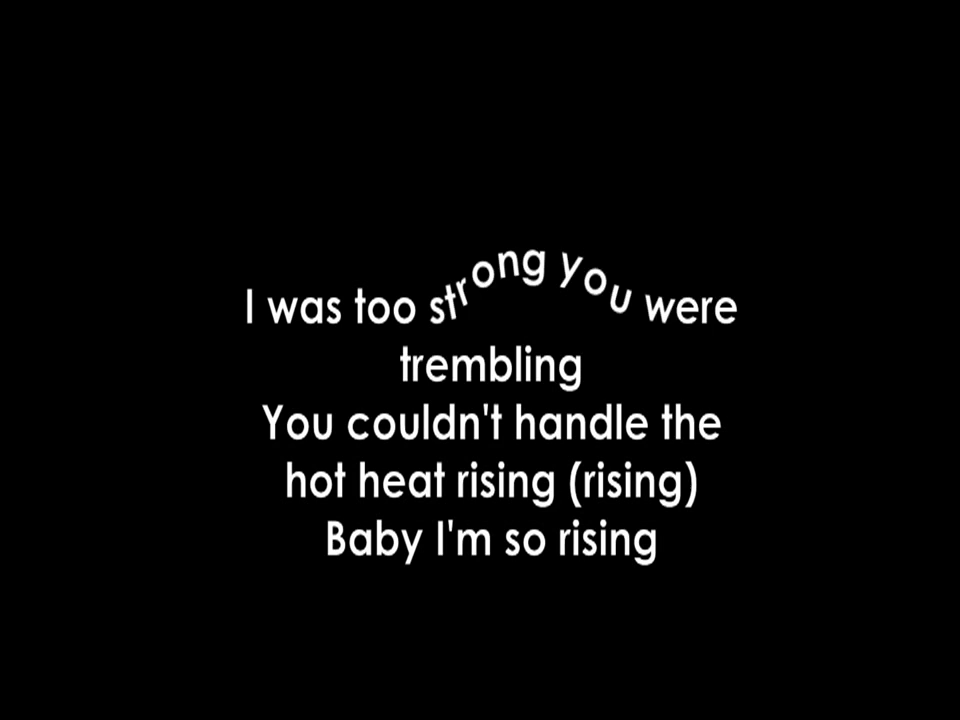 I was too strong you were
trembling
You couldn't handle the
hot heat rising (rising)
Baby I'm so rising